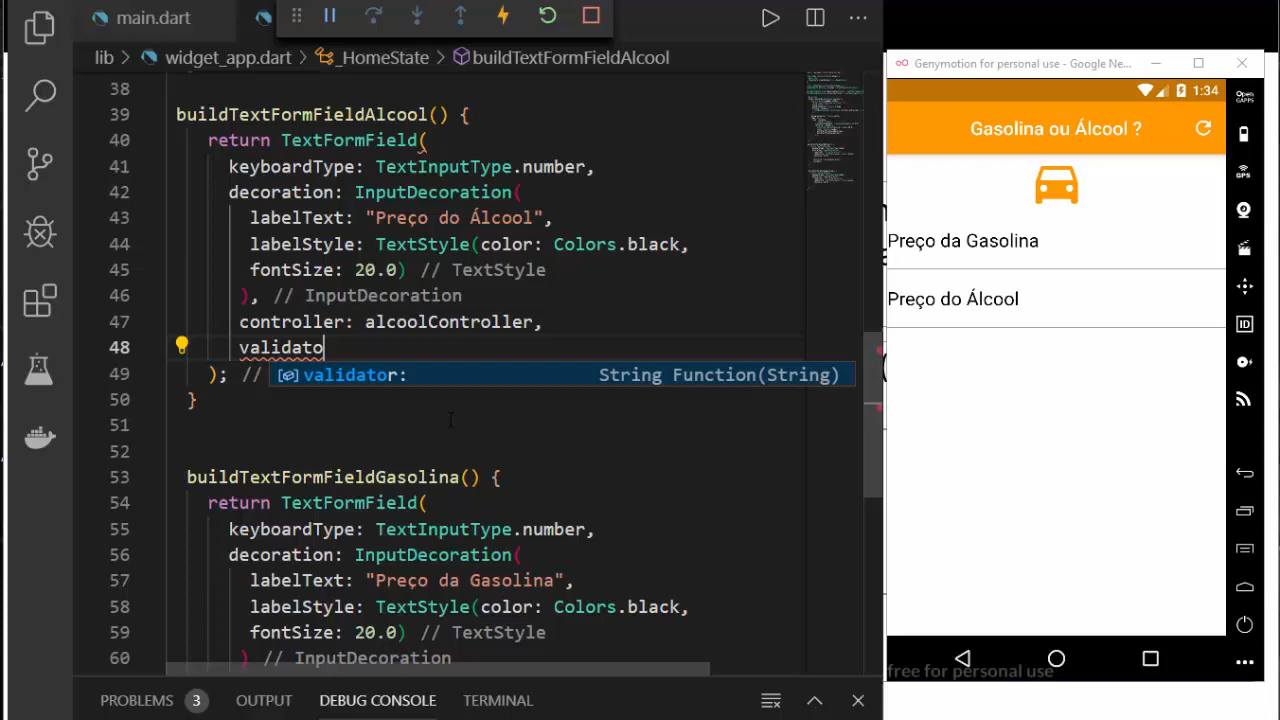 main.dart
lib > widget_app.dart > _HomeState > buildTextFormFieldAlcool
38
39 buildTextFormFieldAlcool() {
40 return TextFormField(
41 keyboardType: TextInputType.number,
42 decoration: InputDecoration(
43 labelText: "Preço do Álcool",
44 labelStyle: TextStyle(color: Colors.black,
45 fontSize: 20.0) // TextStyle
46 ), // InputDecoration
47 controller: alcoolController,
48 validato
49 ); //
validator: String Function(String)
50 }
51
52
53 buildTextFormFieldGasolina() {
54 return TextFormField(
55 keyboardType: TextInputType.number,
56 decoration: InputDecoration(
57 labelText: "Preço da Gasolina",
58 labelStyle: TextStyle(color: Colors.black,
59 fontSize: 20.0) // TextStyle
60 ) // InputDecoration
PROBLEMS 3 OUTPUT DEBUG CONSOLE TERMINAL
Genymotion for personal use - Google Ne...
1:34
Gasolina ou Álcool ?
Preço da Gasolina
Preço do Álcool
free for personal use
Open
GAPPS
GPS
ID